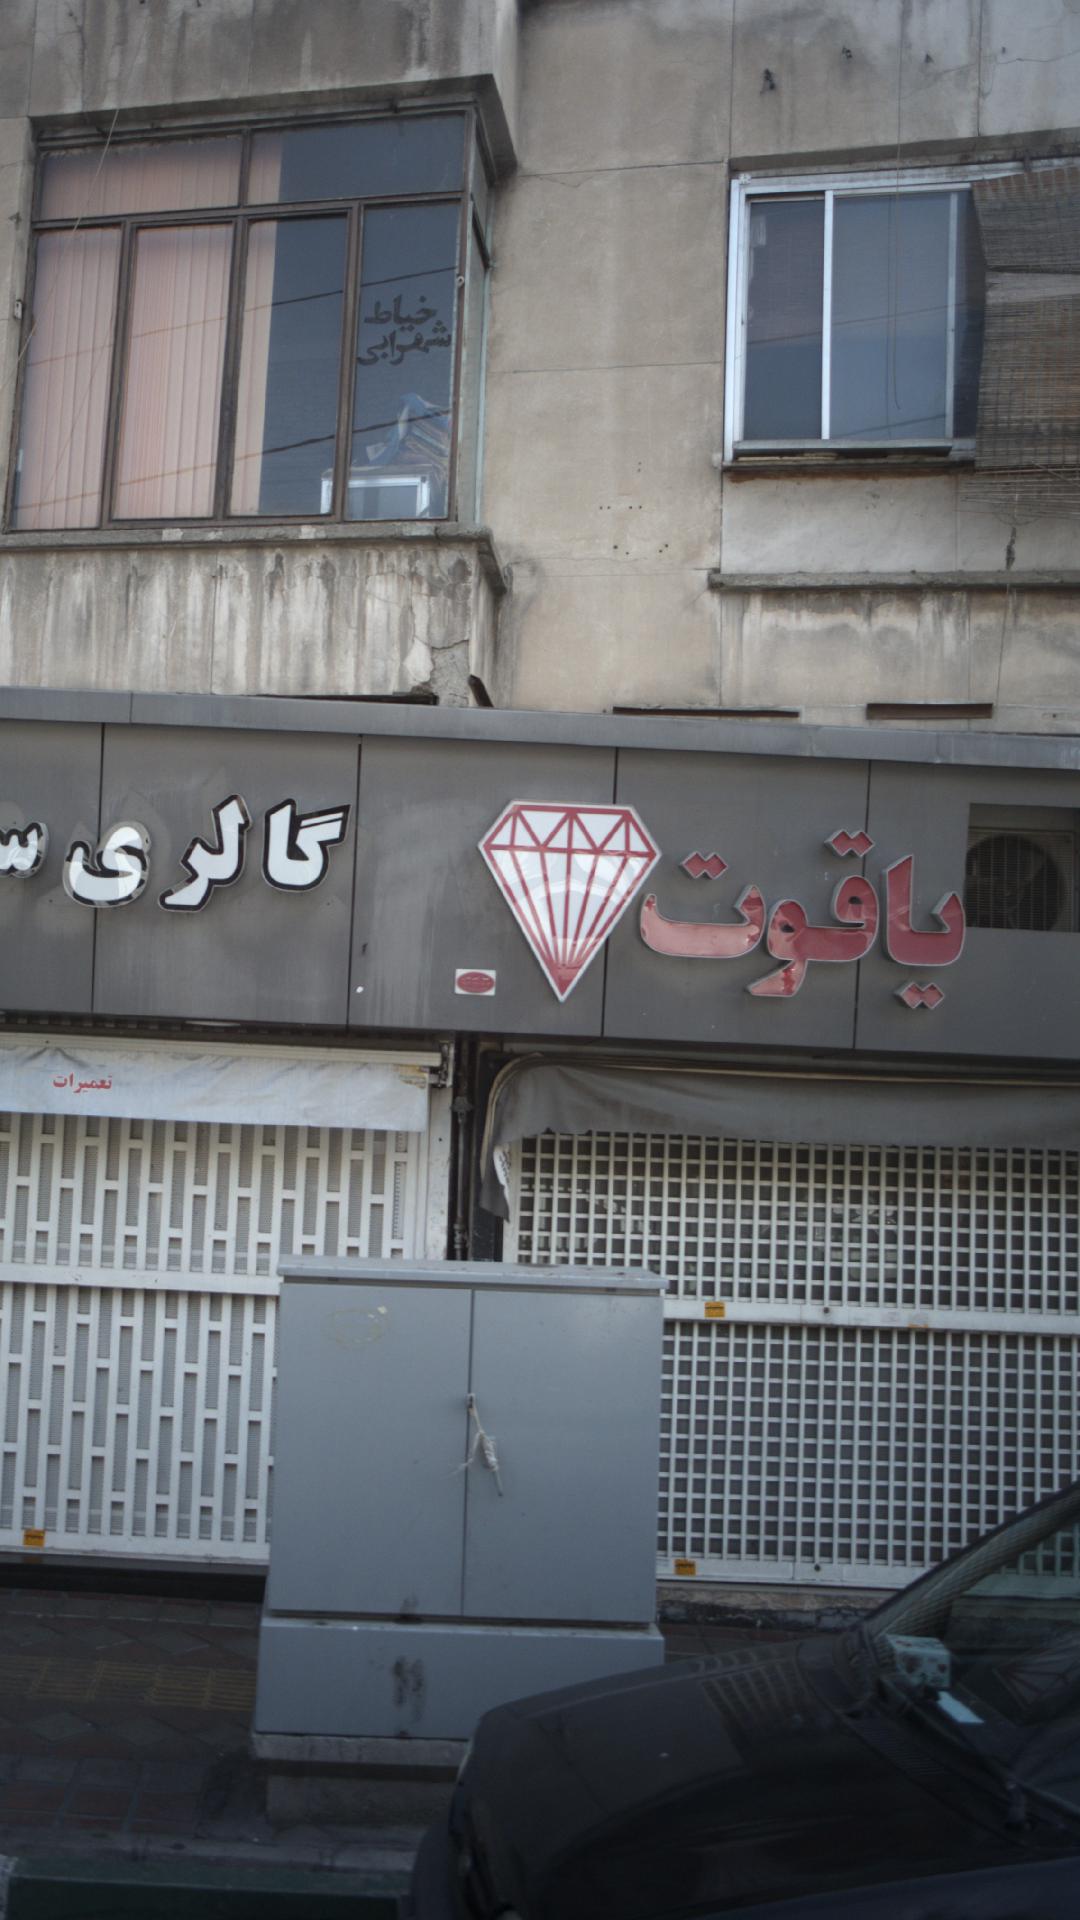 خیاط
شهرابی
یاقوت
گالری
تعمیرات